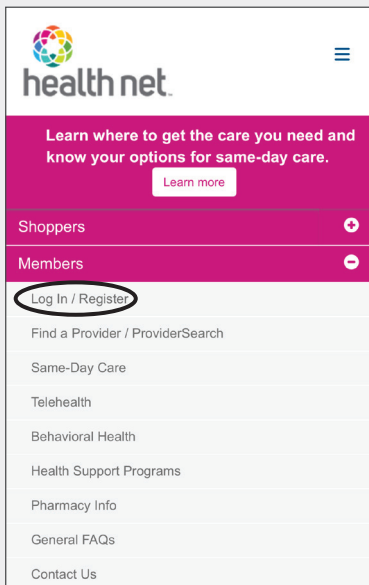 health net.
Learn where to get the care you need and
know your options for same-day care.
Learn more
Shoppers
Members
Log In / Register
Find a Provider / ProviderSearch
Same-Day Care
Telehealth
Behavioral Health
Health Support Programs
Pharmacy Info
General FAQs
Contact Us